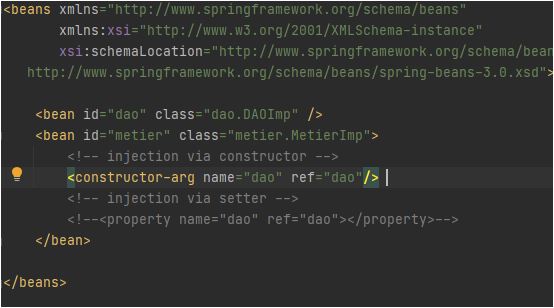 <beans xmlns="http://www.springframework.org/schema/beans"
xmlns:xsi="http://www.w3.org/2001/XMLSchema-instance"
xsi:schemaLocation="http://www.springframework.org/schema/bean
http://www.springframework.org/schema/beans/spring-beans-3.0.xsd">
<bean id="dao" class="dao.DAOImp" />
<bean id="metier" class="metier.MetierImp">
<!-- injection via constructor -->
<constructor-arg name="dao" ref="dao"/>
<!-- injection via setter -->
<!--<property name="dao" ref="dao"></property>-->
</bean>
</beans>